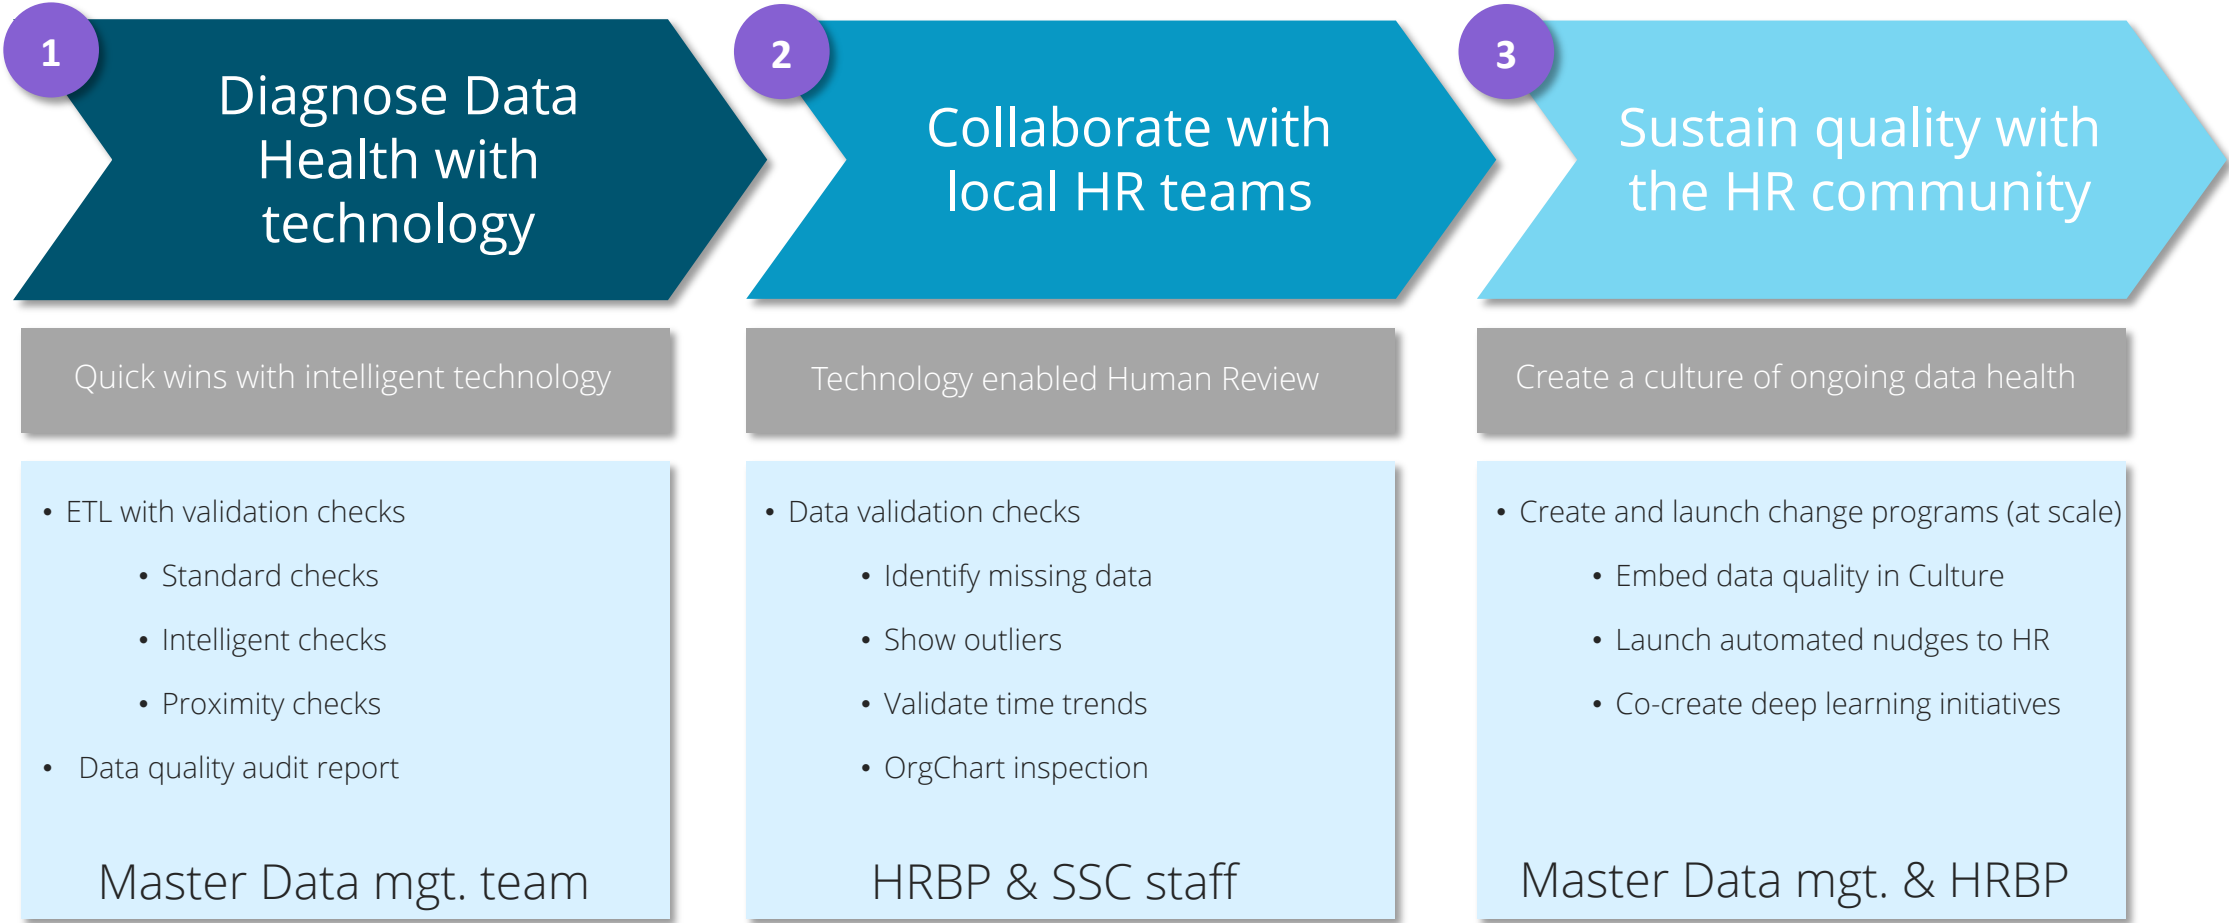 1
Diagnose Data
Health with
technology
Quick wins with intelligent technology
• ETL with validation checks
• Standard checks
• Intelligent checks
• Proximity checks
• Data quality audit report
Master Data mgt. team
2
Collaborate with
local HR teams
Technology enabled Human Review
• Data validation checks
• Identify missing data
• Show outliers
• Validate time trends
• OrgChart inspection
HRBP & SSC staff
3
Sustain quality with
the HR community
Create a culture of ongoing data health
• Create and launch change programs (at scale)
• Embed data quality in Culture
• Launch automated nudges to HR
• Co-create deep learning initiatives
Master Data mgt. & HRBP